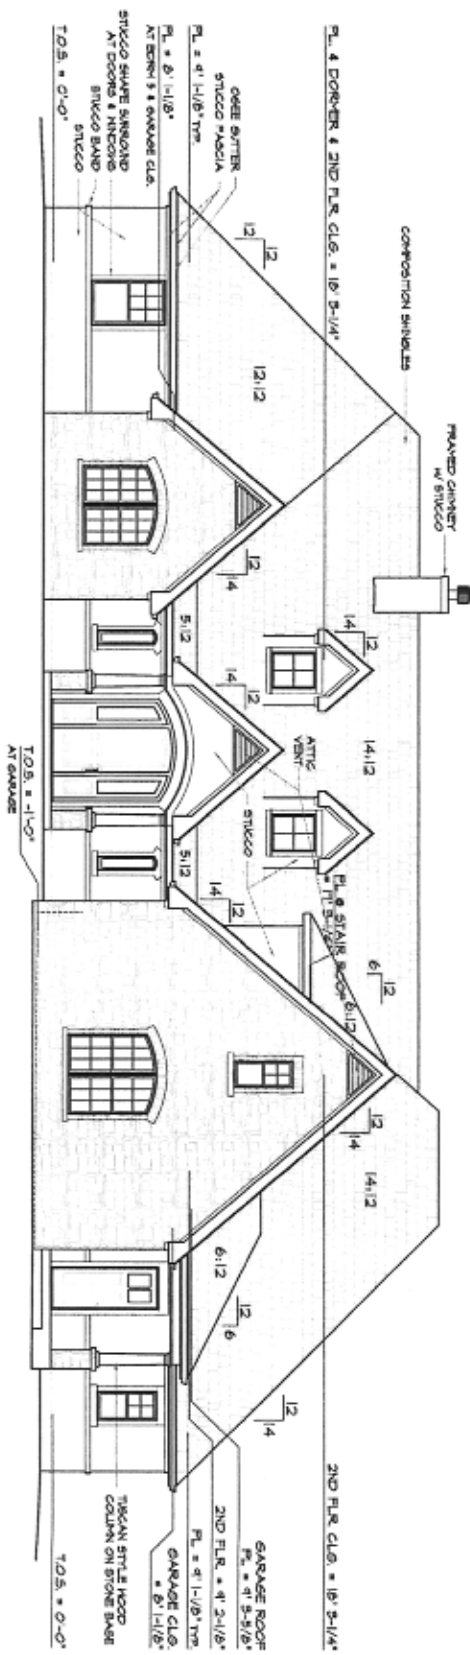 FRAMED CHIMNEY
W/ STUCCO
COMPOSITION SHINGLES
PL. @ DORMER & 2ND FLR. CLG. = 18' 5-1/4"
OGEE GUTTER
STUCCO FASCIA
PL = 9' 1-1/8" TYP.
PL = 8' 1-1/8"
AT BDRM 3 & GARAGE CLG.
STUCCO SHAPE SURROUND
AT DOORS & WINDOWS
STUCCO BAND
STUCCO
T.O.S. = 0'-0"
12
12
12:12
12
14
5:12
12
14
12
14
14:12
ATTIC
VENT
STUCCO
5:12
12
14
PL @ STAIR ROOF
12
6
6:12
12
14
14:12
6:12
12
6
12
14
T.O.S. = -1'-0"
AT GARAGE
2ND FLR. CLG. = 18' 5-1/4"
GARAGE ROOF
PL. = 9' 5-5/8"
2ND FLR = 9' 2-1/8"
PL = 9' 1-1/8" TYP.
GARAGE CLG.
= 8' 1-1/8"
TUSCAN STYLE WOOD
COLUMN ON STONE BASE
T.O.S. = 0'-0"